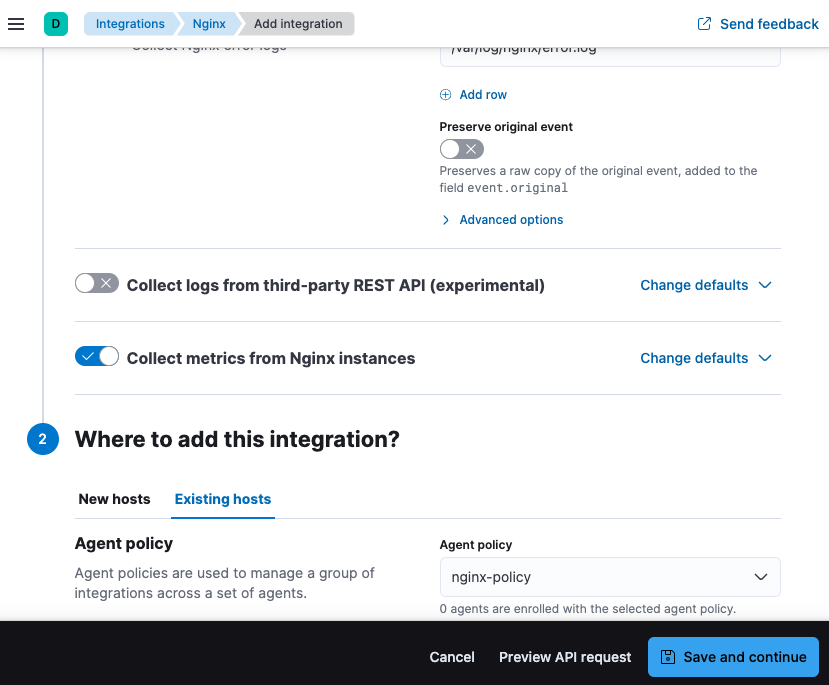 D
Integrations
Nginx
Add integration
Send feedback
Collect Nginx error logs
/var/log/nginx/error.log
Add row
Preserve original event
Preserves a raw copy of the original event, added to the
field event.original
Advanced options
Collect logs from third-party REST API (experimental)
Change defaults
Collect metrics from Nginx instances
Change defaults
2
Where to add this integration?
New hosts
Existing hosts
Agent policy
Agent policies are used to manage a group of
integrations across a set of agents.
Agent policy
nginx-policy
0 agents are enrolled with the selected agent policy.
Cancel
Preview API request
Save and continue